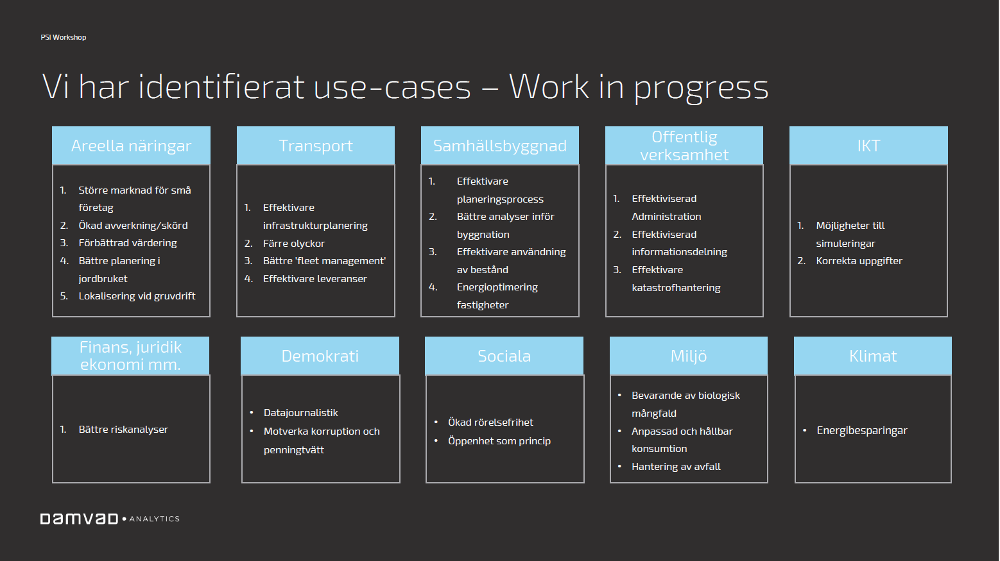 PSI Workshop
Vi har identifierat use-cases – Work in progress
Areella näringar
1. Större marknad för små
företag
2. Ökad avverkning/skörd
3. Förbättrad värdering
4. Bättre planering i
jordbruket
5. Lokalisering vid gruvdrift
Transport
1. Effektivare
infrastrukturplanering
2. Färre olyckor
3. Bättre 'fleet management'
4. Effektivare leveranser
Samhällsbyggnad
1. Effektivare
planeringsprocess
2. Bättre analyser inför
byggnation
3. Effektivare användning
av bestånd
4. Energioptimering
fastigheter
Offentlig
verksamhet
1. Effektiviserad
Administration
2. Effektiviserad
informationsdelning
3. Effektivare
katastrofhantering
IKT
1. Möjligheter till
simuleringar
2. Korrekta uppgifter
Finans, juridik
ekonomi mm.
1. Bättre riskanalyser
Demokrati
• Datajournalistik
• Motverka korruption och
penningtvätt
Sociala
• Ökad rörelsefrihet
• Öppenhet som princip
Miljö
• Bevarande av biologisk
mångfald
• Anpassad och hållbar
konsumtion
• Hantering av avfall
Klimat
• Energibesparingar
DAMVAD • ANALYTICS